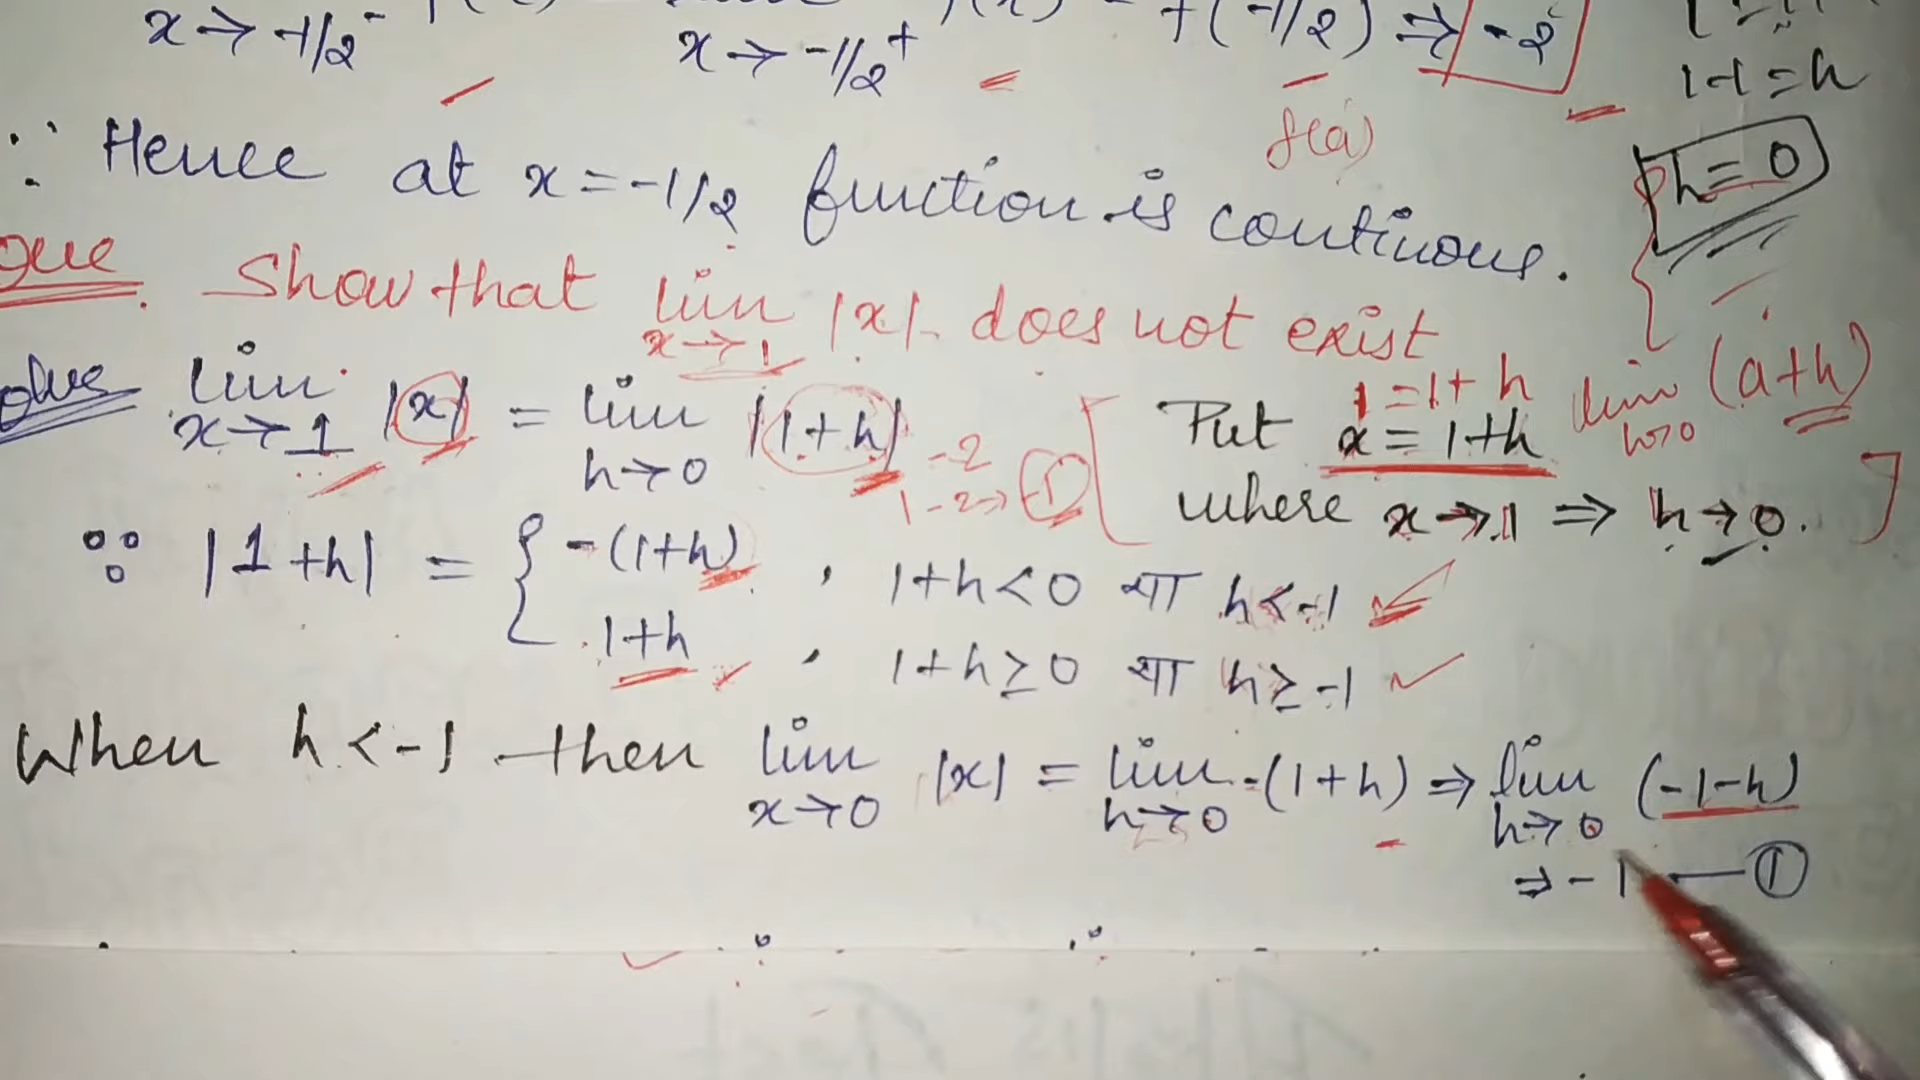 x→-1/2⁻ x→-1/2⁺ f(-1/2) ⇒ -2
1-1=h
f(a)
h=0
∵ Hence at x=-1/2 function is continuous.
que. Show that lim x→1 |x| does not exist
Solve lim x→1 |x| = lim h→0 |1+h|
-2
1-2→ -1
1=1+h
[Put x=1+h
where x→1 ⇒ h→0.]
lim h→0 (a+h)
∵ |1+h| = { -(1+h) , 1+h<0 या h<-1
1+h , 1+h≥0 या h≥-1
When h<-1 then lim x→0 |x| = lim h→0 -(1+h) ⇒ lim h→0 (-1-h)
⇒ -1 — ①